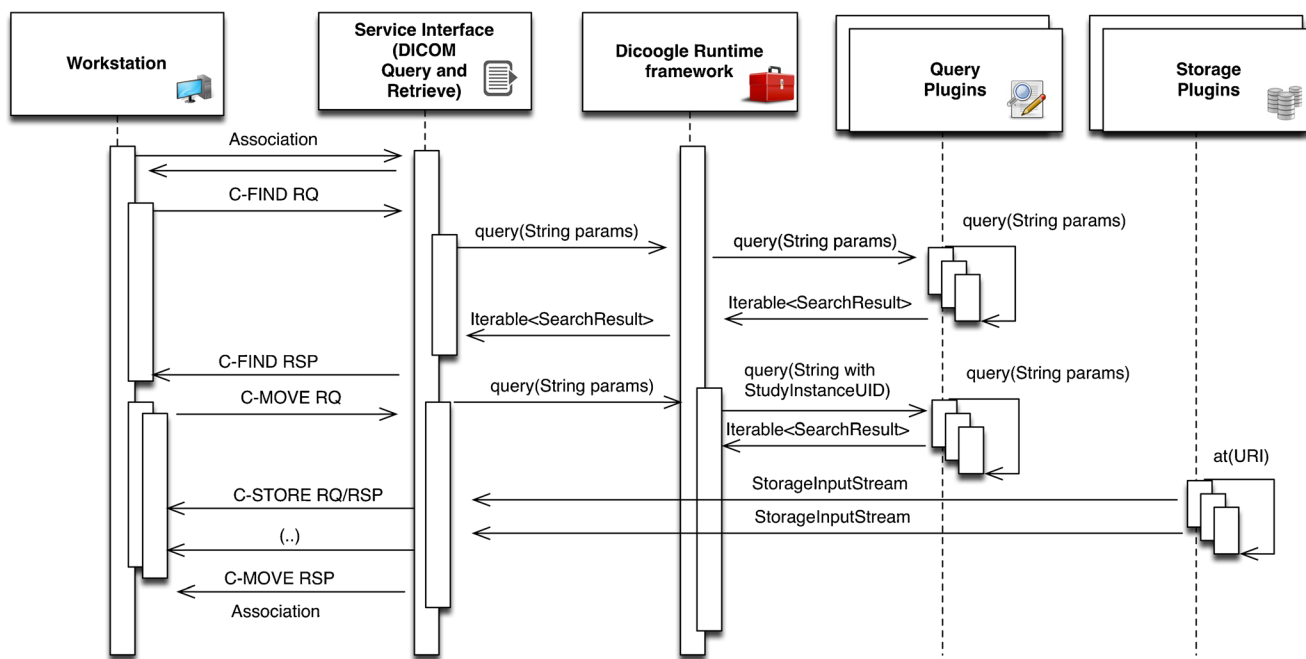 Workstation
Service Interface
(DICOM
Query and
Retrieve)
Dicoogle Runtime
framework
Query
Plugins
Storage
Plugins
Association
C-FIND RQ
query(String params)
query(String params)
query(String params)
Iterable<SearchResult>
Iterable<SearchResult>
C-FIND RSP
C-MOVE RQ
query(String params)
query(String with
StudyInstanceUID)
query(String params)
Iterable<SearchResult>
at(URI)
C-STORE RQ/RSP
StorageInputStream
StorageInputStream
(..)
C-MOVE RSP
Association